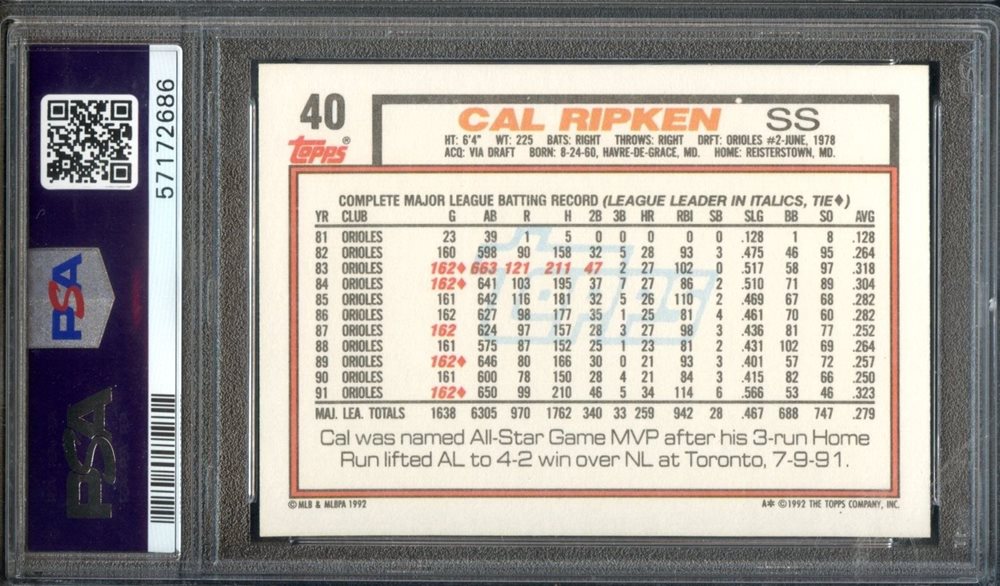 57172686
PSA
PSA
40
Topps®
CAL RIPKEN SS
HT: 6'4" WT: 225 BATS: RIGHT THROWS: RIGHT DRFT: ORIOLES #2-JUNE, 1978
ACQ: VIA DRAFT BORN: 8-24-60, HAVRE-DE-GRACE, MD. HOME: REISTERSTOWN, MD.
COMPLETE MAJOR LEAGUE BATTING RECORD (LEAGUE LEADER IN ITALICS, TIE♦)
YR CLUB G AB R H 2B 3B HR RBI SB SLG BB SO AVG
81 ORIOLES 23 39 1 5 0 0 0 0 0 .128 1 8 .128
82 ORIOLES 160 598 90 158 32 5 28 93 3 .475 46 95 .264
83 ORIOLES 162♦ 663 121 211 47 2 27 102 0 .517 58 97 .318
84 ORIOLES 162♦ 641 103 195 37 7 27 86 2 .510 71 89 .304
85 ORIOLES 161 642 116 181 32 5 26 110 2 .469 67 68 .282
86 ORIOLES 162 627 98 177 35 1 25 81 4 .461 70 60 .282
87 ORIOLES 162 624 97 157 28 3 27 98 3 .436 81 77 .252
88 ORIOLES 161 575 87 152 25 1 23 81 2 .431 102 69 .264
89 ORIOLES 162♦ 646 80 166 30 0 21 93 3 .401 57 72 .257
90 ORIOLES 161 600 78 150 28 4 21 84 3 .415 82 66 .250
91 ORIOLES 162♦ 650 99 210 46 5 34 114 6 .566 53 46 .323
MAJ. LEA. TOTALS 1638 6305 970 1762 340 33 259 942 28 .467 688 747 .279
Topps
Cal was named All-Star Game MVP after his 3-run Home
Run lifted AL to 4-2 win over NL at Toronto, 7-9-91.
©MLB & MLBPA 1992 A* ©1992 THE TOPPS COMPANY, INC.